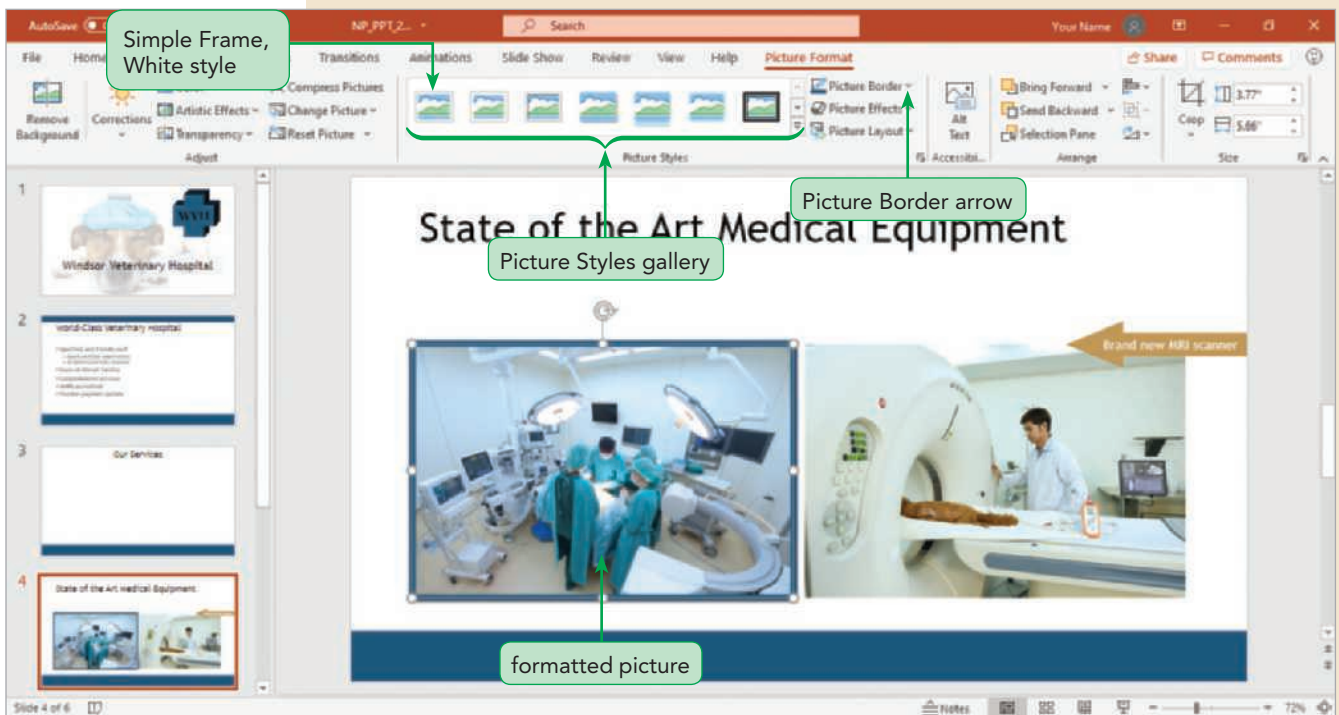 AutoSave
NP_PPT_2...
Search
Your Name
File
Transitions
Animations
Slide Show
Review
View
Help
Picture Format
Share
Comments
Simple Frame,
White style
Remove
Background
Corrections
Artistic Effects
Transparency
Compress Pictures
Change Picture
Reset Picture
Adjust
Picture Styles
Picture Border
Picture Effects
Picture Layout
Alt
Text
Accessibi...
Bring Forward
Send Backward
Selection Pane
Arrange
Crop
3.77"
5.66"
Size
Picture Border arrow
Picture Styles gallery
1
WVH
Windsor Veterinary Hospital
2
World-Class Veterinary Hospital
3
Our Services
4
State of the Art Medical Equipment
State of the Art Medical Equipment
Brand new MRI scanner
formatted picture
Slide 4 of 6
Notes
72%